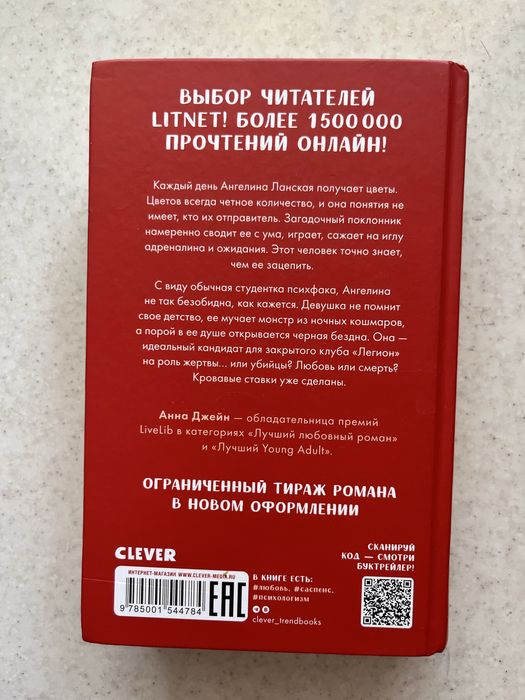 ВЫБОР ЧИТАТЕЛЕЙ
LITNET! БОЛЕЕ 1500 000
ПРОЧТЕНИЙ ОНЛАЙН!
Каждый день Ангелина Ланская получает цветы.
Цветов всегда четное количество, и она понятия не
имеет, кто их отправитель. Загадочный поклонник
намеренно сводит ее с ума, играет, сажает на иглу
адреналина и ожидания. Этот человек точно знает,
чем ее зацепить.
С виду обычная студентка психфака, Ангелина
не так безобидна, как кажется. Девушка не помнит
свое детство, ее мучает монстр из ночных кошмаров,
а порой в ее душе открывается черная бездна. Она —
идеальный кандидат для закрытого клуба «Легион»
на роль жертвы... или убийцы? Любовь или смерть?
Кровавые ставки уже сделаны.
Анна Джейн — обладательница премий
LiveLib в категориях «Лучший любовный роман»
и «Лучший Young Adult».
ОГРАНИЧЕННЫЙ ТИРАЖ РОМАНА
В НОВОМ ОФОРМЛЕНИИ
CLEVER
ИНТЕРНЕТ-МАГАЗИН WWW.CLEVER-MEDIA.RU
9 785001 544784
EAC
В КНИГЕ ЕСТЬ:
#любовь, #саспенс,
#психологизм
clever_trendbooks
СКАНИРУЙ
КОД — СМОТРИ
БУКТРЕЙЛЕР!